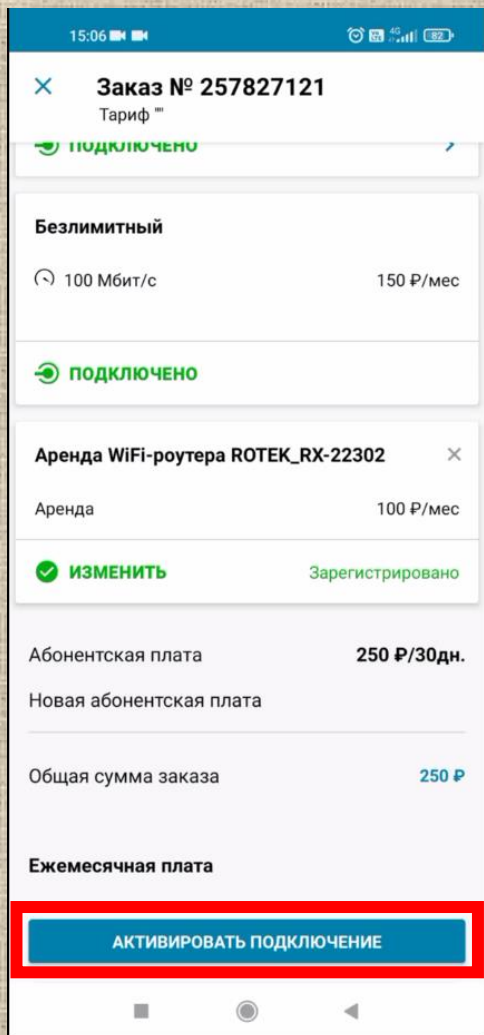 15:06
4G
82
Заказ № 257827121
Тариф ""
ПОДКЛЮЧЕНО
Безлимитный
100 Мбит/с 150 ₽/мес
ПОДКЛЮЧЕНО
Аренда WiFi-роутера ROTEK_RX-22302
Аренда 100 ₽/мес
ИЗМЕНИТЬ Зарегистрировано
Абонентская плата 250 ₽/30дн.
Новая абонентская плата
Общая сумма заказа 250 ₽
Ежемесячная плата
АКТИВИРОВАТЬ ПОДКЛЮЧЕНИЕ